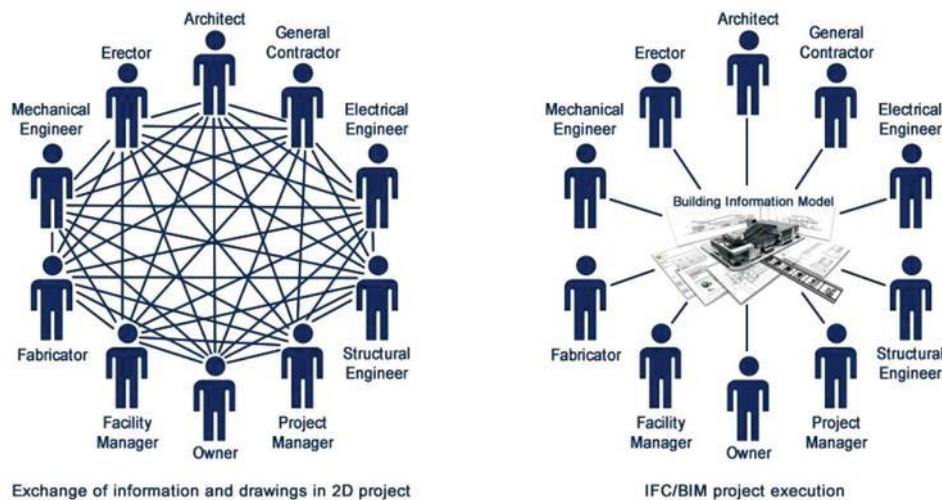 Architect
Erector
General
Contractor
Mechanical
Engineer
Electrical
Engineer
Fabricator
Structural
Engineer
Facility
Manager
Owner
Project
Manager
Exchange of information and drawings in 2D project
Architect
Erector
General
Contractor
Mechanical
Engineer
Electrical
Engineer
Building Information Model
Fabricator
Structural
Engineer
Facility
Manager
Owner
Project
Manager
IFC/BIM project execution